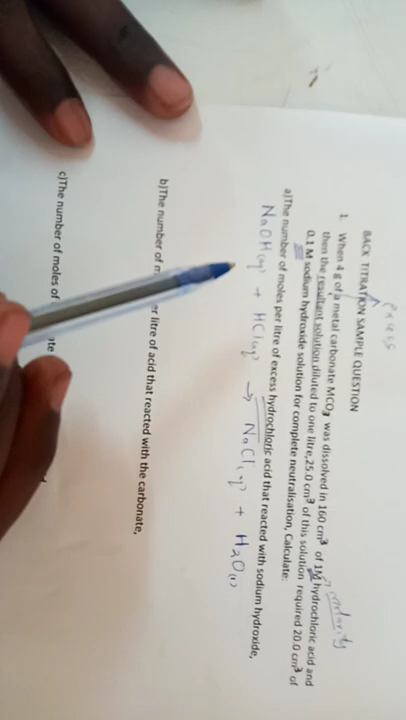 excess
BACK TITRATION SAMPLE QUESTION
molarity
1. When 4 g of a metal carbonate MCO3 was dissolved in 160 cm3 of 1M hydrochloric acid and
then the resultant solution diluted to one litre, 25.0 cm3 of this solution required 20.0 cm3 of
0.1 M sodium hydroxide solution for complete neutralisation, Calculate:
a)The number of moles per litre of excess hydrochloric acid that reacted with sodium hydroxide,
NaOH(aq) + HCl(aq) → NaCl(aq) + H2O(l)
b)The number of er litre of acid that reacted with the carbonate,
c)The number of moles of